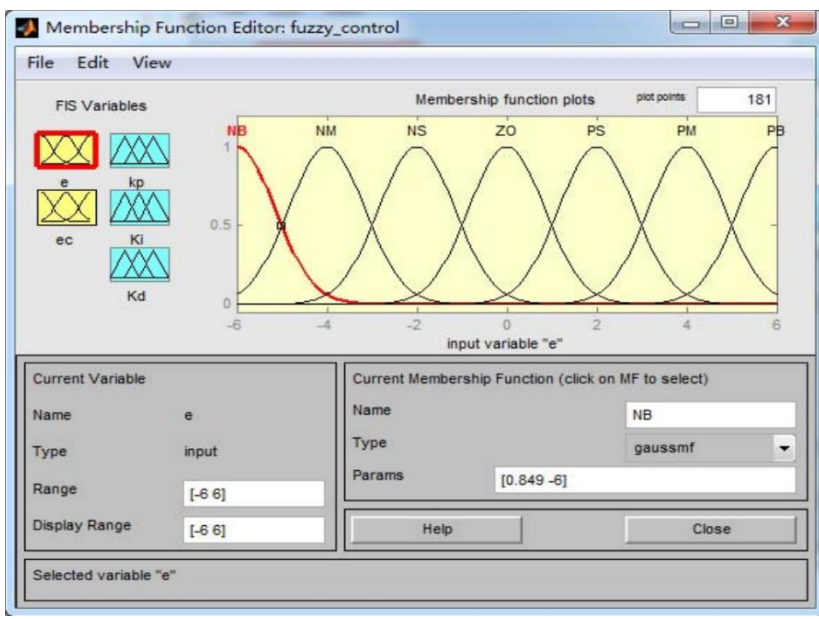 Membership Function Editor: fuzzy_control
File Edit View
FIS Variables
Membership function plots
plot points: 181
e kp
ec Ki
Kd
NB NM NS ZO PS PM PB
1
0.5
0
-6 -4 -2 0 2 4 6
input variable "e"
Current Variable
Name e
Type input
Range [-6 6]
Display Range [-6 6]
Current Membership Function (click on MF to select)
Name NB
Type gaussmf
Params [0.849 -6]
Help Close
Selected variable "e"